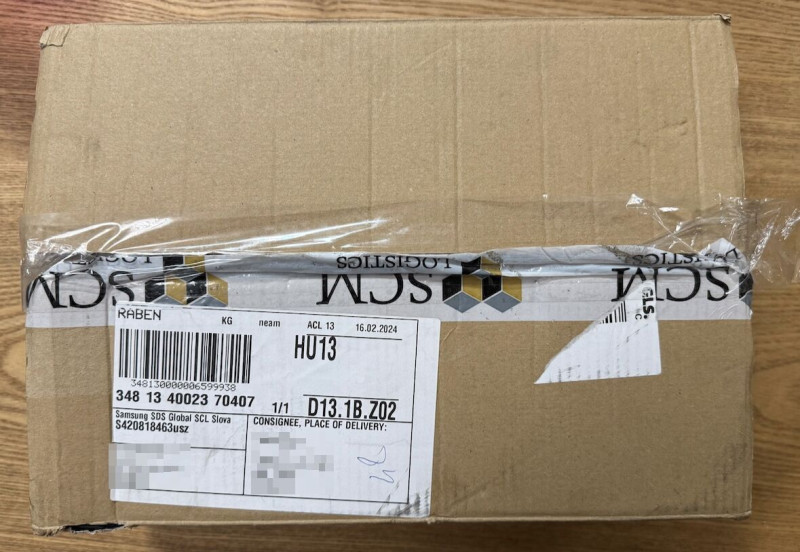 SCM
LOGISTICS
SCM
LOGISTICS
SCM
LOGISTICS
GLS.
RABEN
KG neam ACL 13 16.02.2024
HU13
348130000006599938
348 13 40023 70407
1/1 D13.1B.Z02
Samsung SDS Global SCL Slova
S420818463usz
CONSIGNEE, PLACE OF DELIVERY: